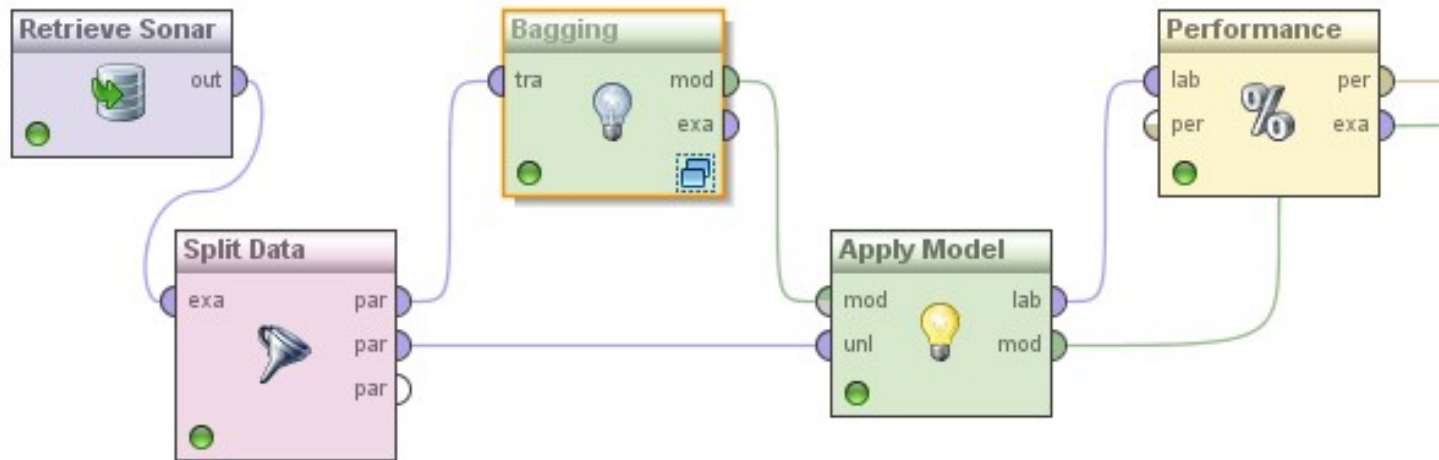 Retrieve Sonar
out
Bagging
tra mod
exa
Performance
lab per
per exa
Split Data
exa par
par
par
Apply Model
mod lab
unl mod
%